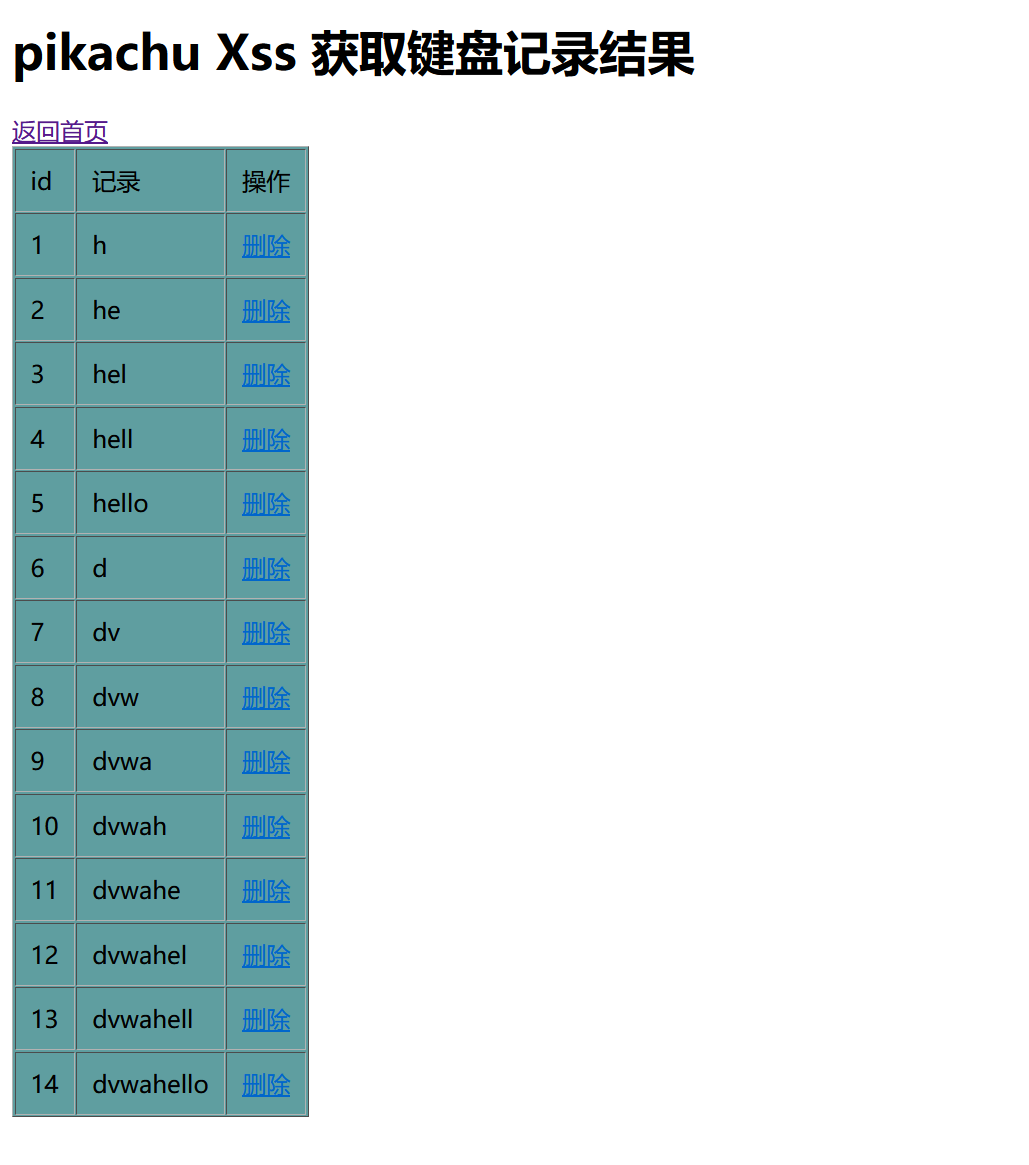 pikachu Xss 获取键盘记录结果
返回首页
id 记录 操作
1 h 删除
2 he 删除
3 hel 删除
4 hell 删除
5 hello 删除
6 d 删除
7 dv 删除
8 dvw 删除
9 dvwa 删除
10 dvwah 删除
11 dvwahe 删除
12 dvwahel 删除
13 dvwahell 删除
14 dvwahello 删除